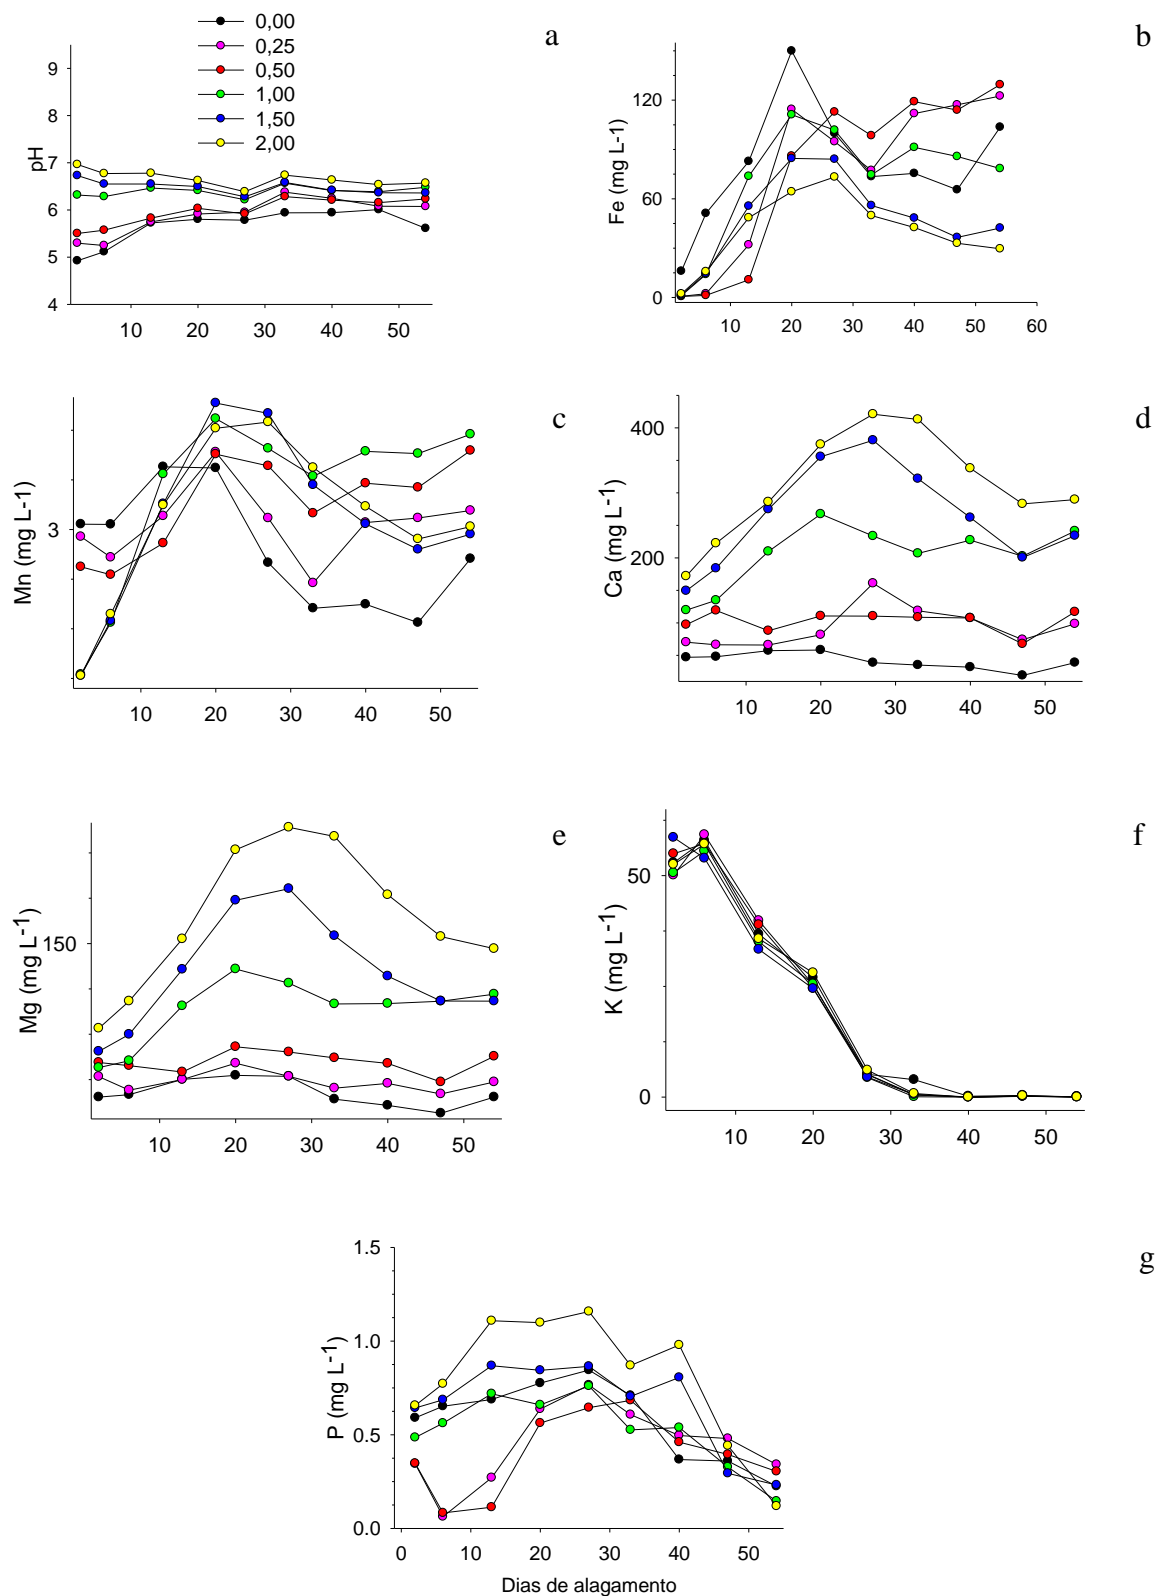 0,00
0,25
0,50
1,00
1,50
2,00
a
pH
9
8
7
6
5
4
10 20 30 40 50
b
Fe (mg L-1)
120
60
0
10 20 30 40 50 60
c
Mn (mg L-1)
3
10 20 30 40 50
d
Ca (mg L-1)
400
200
10 20 30 40 50
e
Mg (mg L-1)
150
10 20 30 40 50
f
K (mg L-1)
50
0
10 20 30 40 50
g
P (mg L-1)
1.5
1.0
0.5
0.0
0 10 20 30 40 50
Dias de alagamento